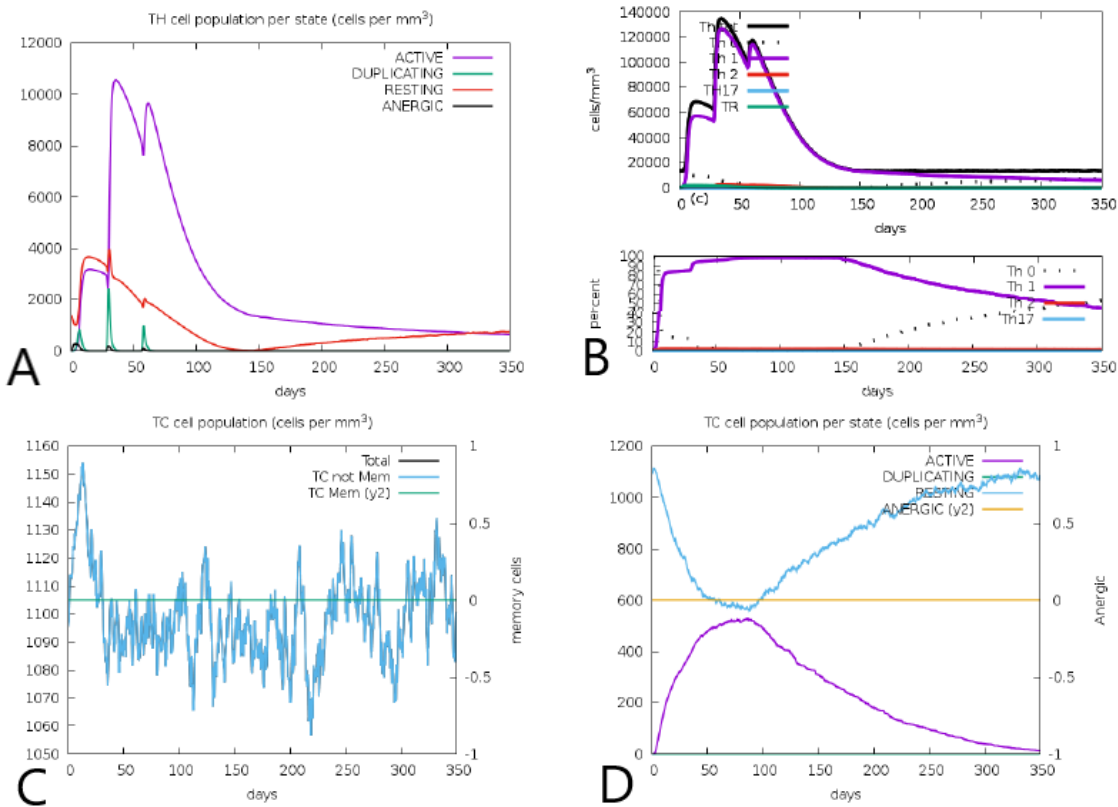 TH cell population per state (cells per mm³)
12000
10000
8000
6000
4000
2000
0
ACTIVE
DUPLICATING
RESTING
ANERGIC
0 50 100 150 200 250 300 350
days
A
140000
120000
100000
80000
60000
40000
20000
0
cells/mm³
Th 1
Th 2
TH17
TR
(c)
0 50 100 150 200 250 300 350
days
100
90
80
70
60
50
40
30
20
10
0
percent
Th 0
Th 1
Th 2
Th17
0 50 100 150 200 250 300 350
days
B
TC cell population (cells per mm³)
1160
1150
1140
1130
1120
1110
1100
1090
1080
1070
1060
1050
Total
TC not Mem
TC Mem (y2)
1
0.5
0
-0.5
-1
memory cells
0 50 100 150 200 250 300 350
days
C
TC cell population per state (cells per mm³)
1200
1000
800
600
400
200
0
ACTIVE
DUPLICATING
RESTING
ANERGIC (y2)
1
0.5
0
-0.5
-1
Anergic
0 50 100 150 200 250 300 350
days
D